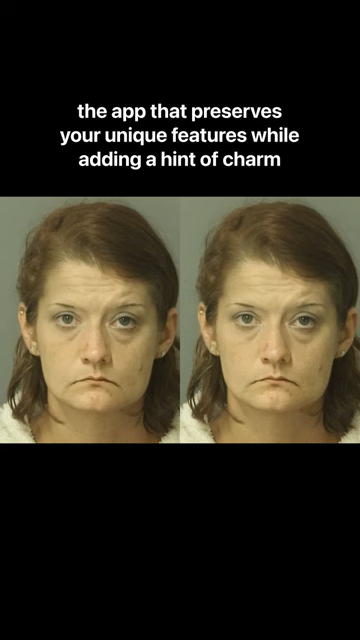 the app that preserves
your unique features while
adding a hint of charm